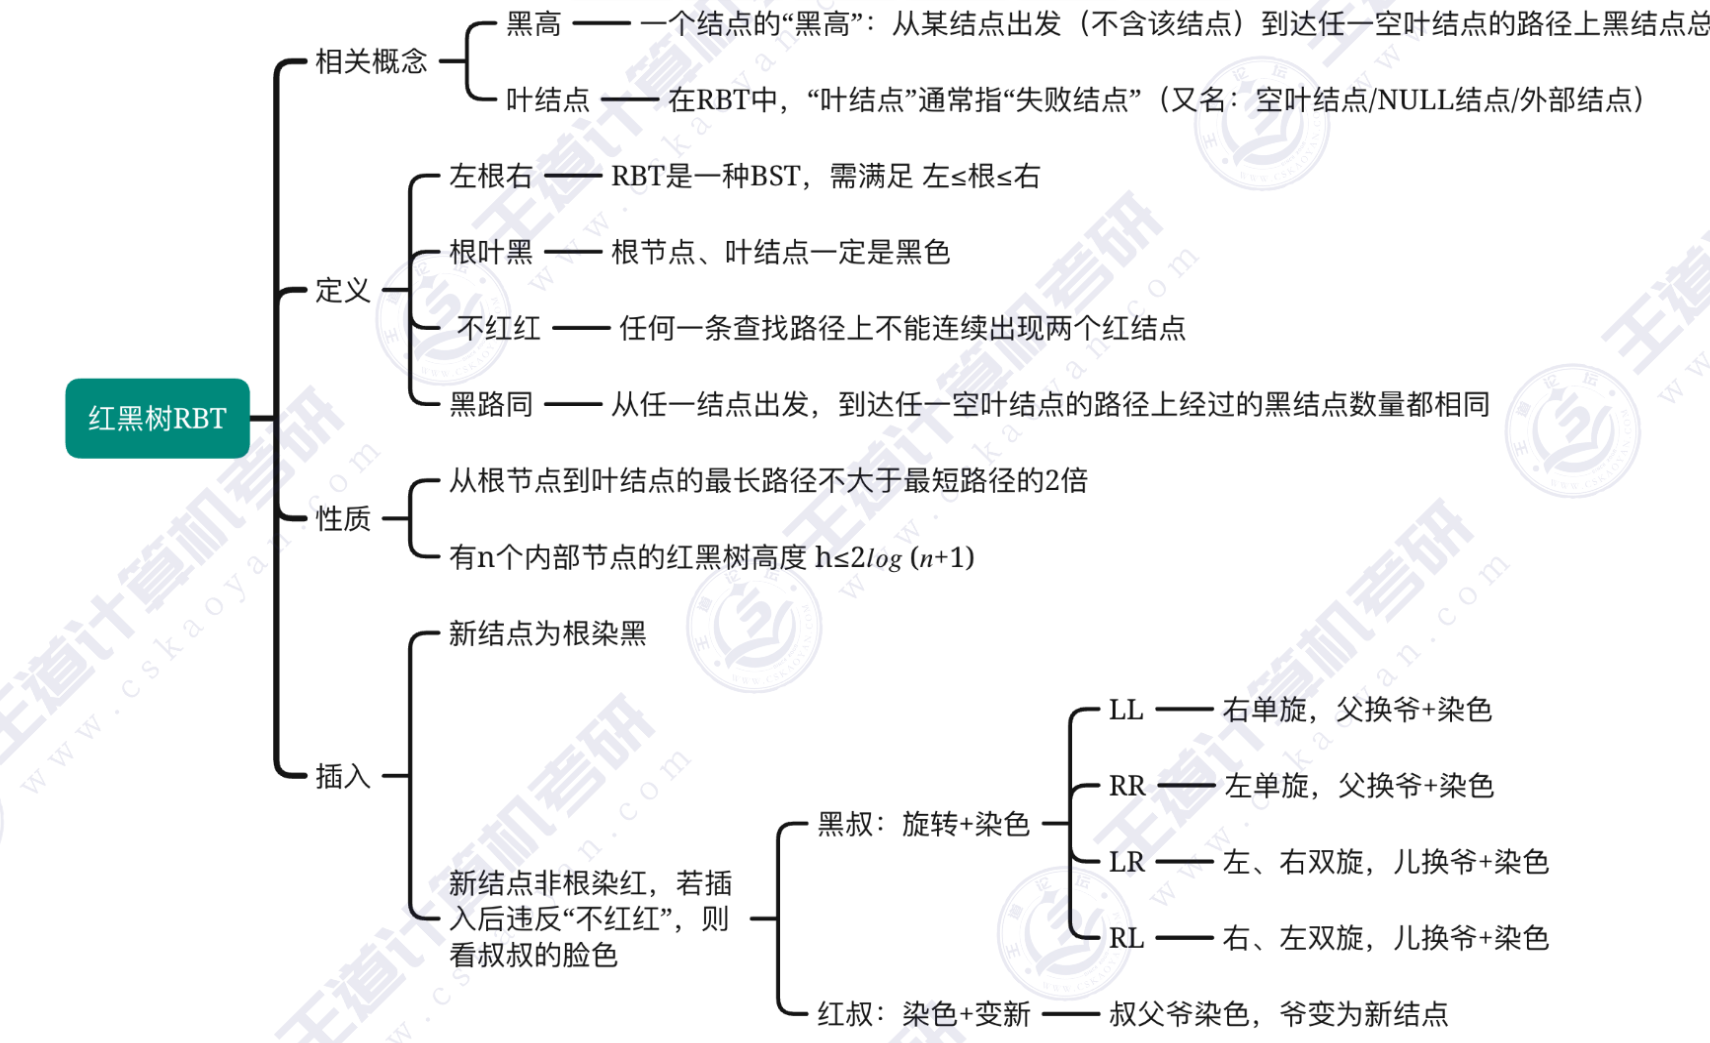 黑高 一个结点的“黑高”：从某结点出发（不含该结点）到达任一空叶结点的路径上黑结点总
相关概念
叶结点 在RBT中，“叶结点”通常指“失败结点”（又名：空叶结点/NULL结点/外部结点）
左根右 RBT是一种BST，需满足 左≤根≤右
根叶黑 根节点、叶结点一定是黑色
定义
不红红 任何一条查找路径上不能连续出现两个红结点
黑路同 从任一结点出发，到达任一空叶结点的路径上经过的黑结点数量都相同
红黑树RBT
从根节点到叶结点的最长路径不大于最短路径的2倍
性质
有n个内部节点的红黑树高度 h≤2log (n+1)
新结点为根染黑
插入
LL 右单旋，父换爷+染色
RR 左单旋，父换爷+染色
黑叔：旋转+染色
LR 左、右双旋，儿换爷+染色
RL 右、左双旋，儿换爷+染色
新结点非根染红，若插
入后违反“不红红”，则
看叔叔的脸色
红叔：染色+变新 叔父爷染色，爷变为新结点
王道计算机考研
www.cskaoyan.com